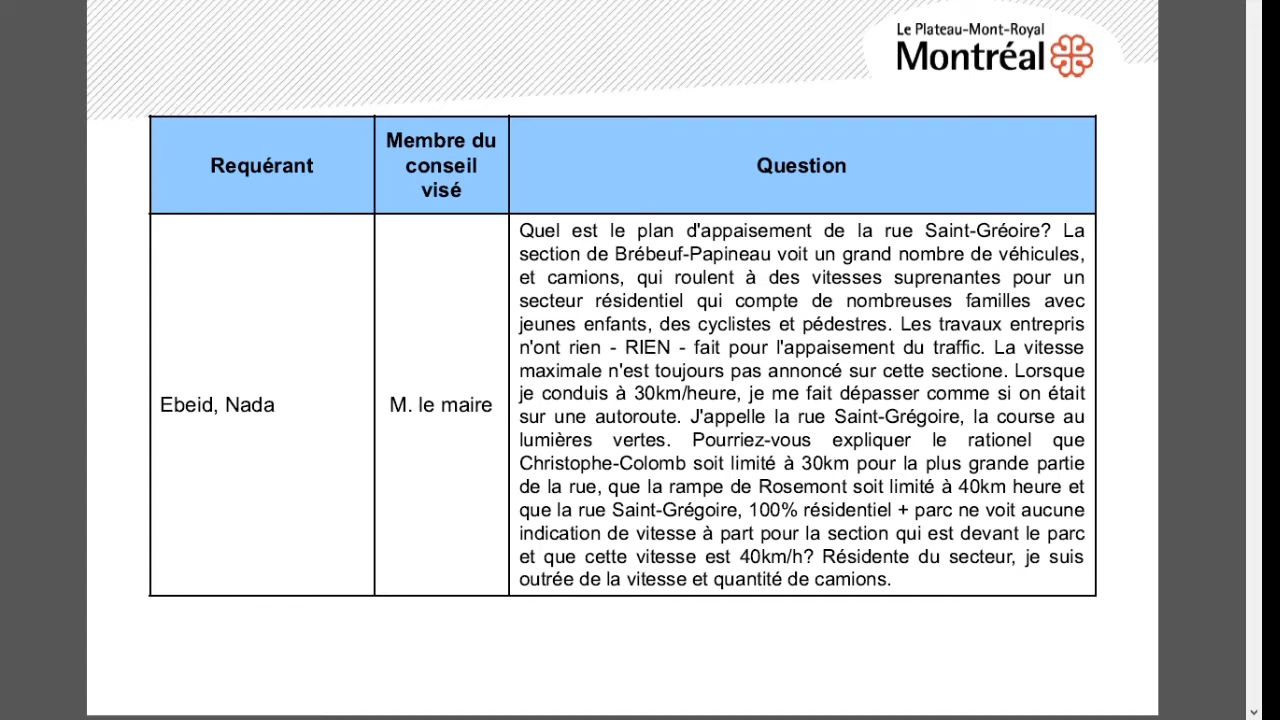 Le Plateau-Mont-Royal
Montréal
Requérant
Membre du
conseil
visé
Question
Ebeid, Nada
M. le maire
Quel est le plan d'appaisement de la rue Saint-Gréoire? La
section de Brébeuf-Papineau voit un grand nombre de véhicules,
et camions, qui roulent à des vitesses suprenantes pour un
secteur résidentiel qui compte de nombreuses familles avec
jeunes enfants, des cyclistes et pédestres. Les travaux entrepris
n'ont rien - RIEN - fait pour l'appaisement du traffic. La vitesse
maximale n'est toujours pas annoncé sur cette sectione. Lorsque
je conduis à 30km/heure, je me fait dépasser comme si on était
sur une autoroute. J'appelle la rue Saint-Grégoire, la course au
lumières vertes. Pourriez-vous expliquer le rationel que
Christophe-Colomb soit limité à 30km pour la plus grande partie
de la rue, que la rampe de Rosemont soit limité à 40km heure et
que la rue Saint-Grégoire, 100% résidentiel + parc ne voit aucune
indication de vitesse à part pour la section qui est devant le parc
et que cette vitesse est 40km/h? Résidente du secteur, je suis
outrée de la vitesse et quantité de camions.